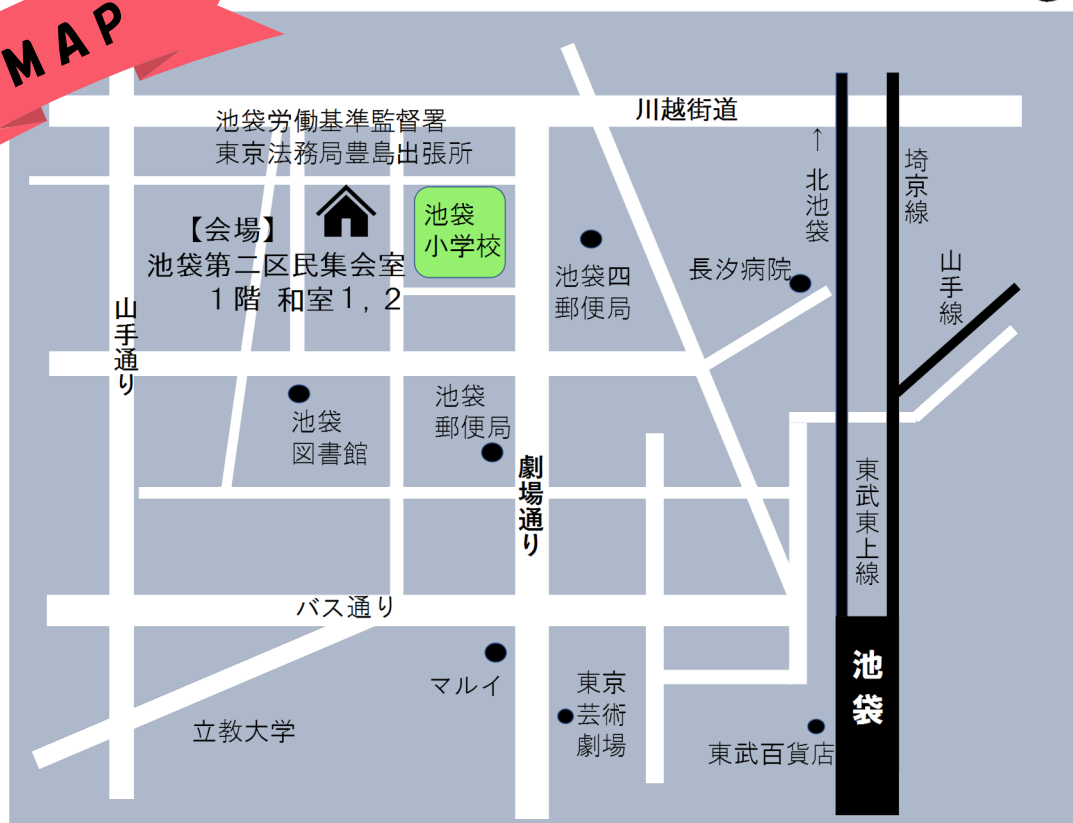 MAP
川越街道
池袋労働基準監督署
東京法務局豊島出張所
←北池袋
埼京線
池袋
小学校
【会場】
池袋第二区民集会室
1階 和室1, 2
池袋四
郵便局
長汐病院
山手線
山手通り
池袋
図書館
池袋
郵便局
劇場通り
東武東上線
バス通り
マルイ
東京
芸術
劇場
立教大学
東武百貨店
池袋